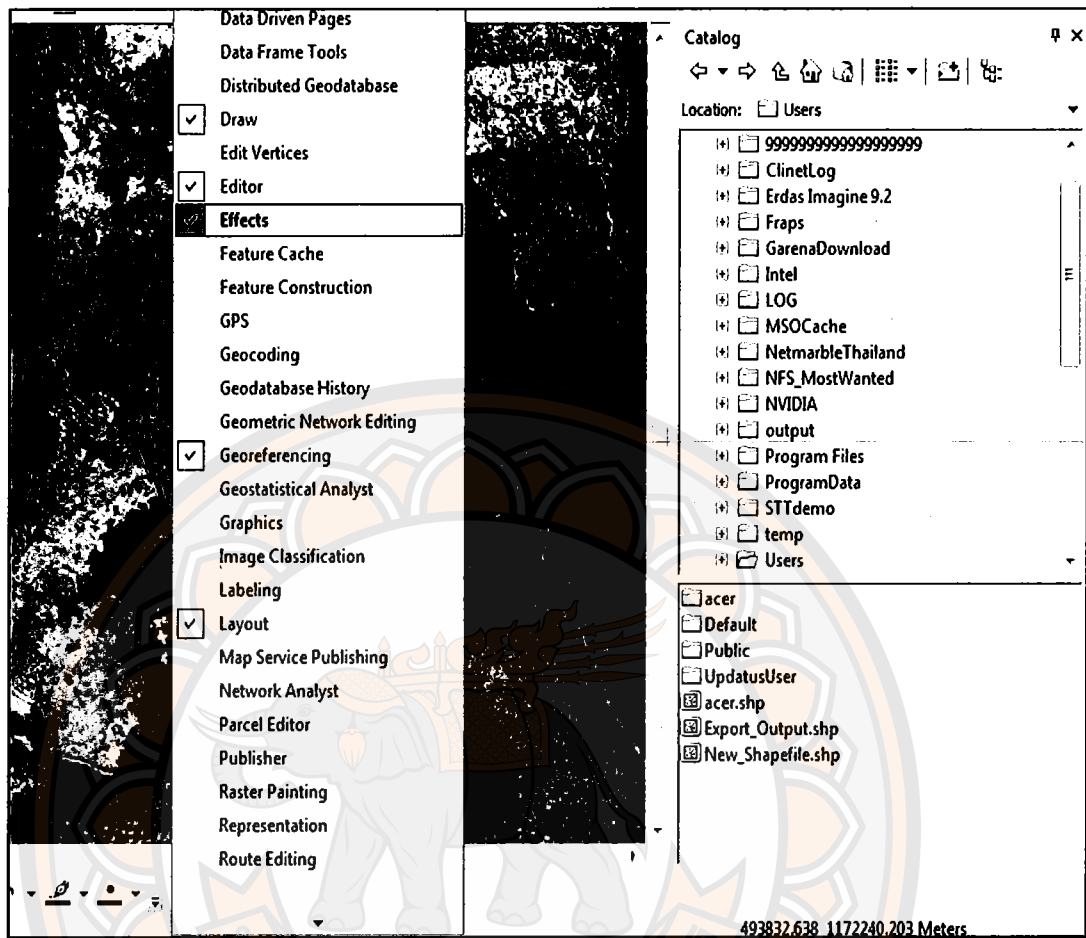 Data Driven Pages
Data Frame Tools
Distributed Geodatabase
Draw
Edit Vertices
Editor
Effects
Feature Cache
Feature Construction
GPS
Geocoding
Geodatabase History
Geometric Network Editing
Georeferencing
Geostatistical Analyst
Graphics
Image Classification
Labeling
Layout
Map Service Publishing
Network Analyst
Parcel Editor
Publisher
Raster Painting
Representation
Route Editing
Catalog
Location: Users
9999999999999999999
ClinetLog
Erdas Imagine 9.2
Fraps
GarenaDownload
Intel
LOG
MSOCache
NetmarbleThailand
NFS_MostWanted
NVIDIA
output
Program Files
ProgramData
STTdemo
temp
Users
acer
Default
Public
UpdatusUser
acer.shp
Export_Output.shp
New_Shapefile.shp
493832.638 1172240.203 Meters